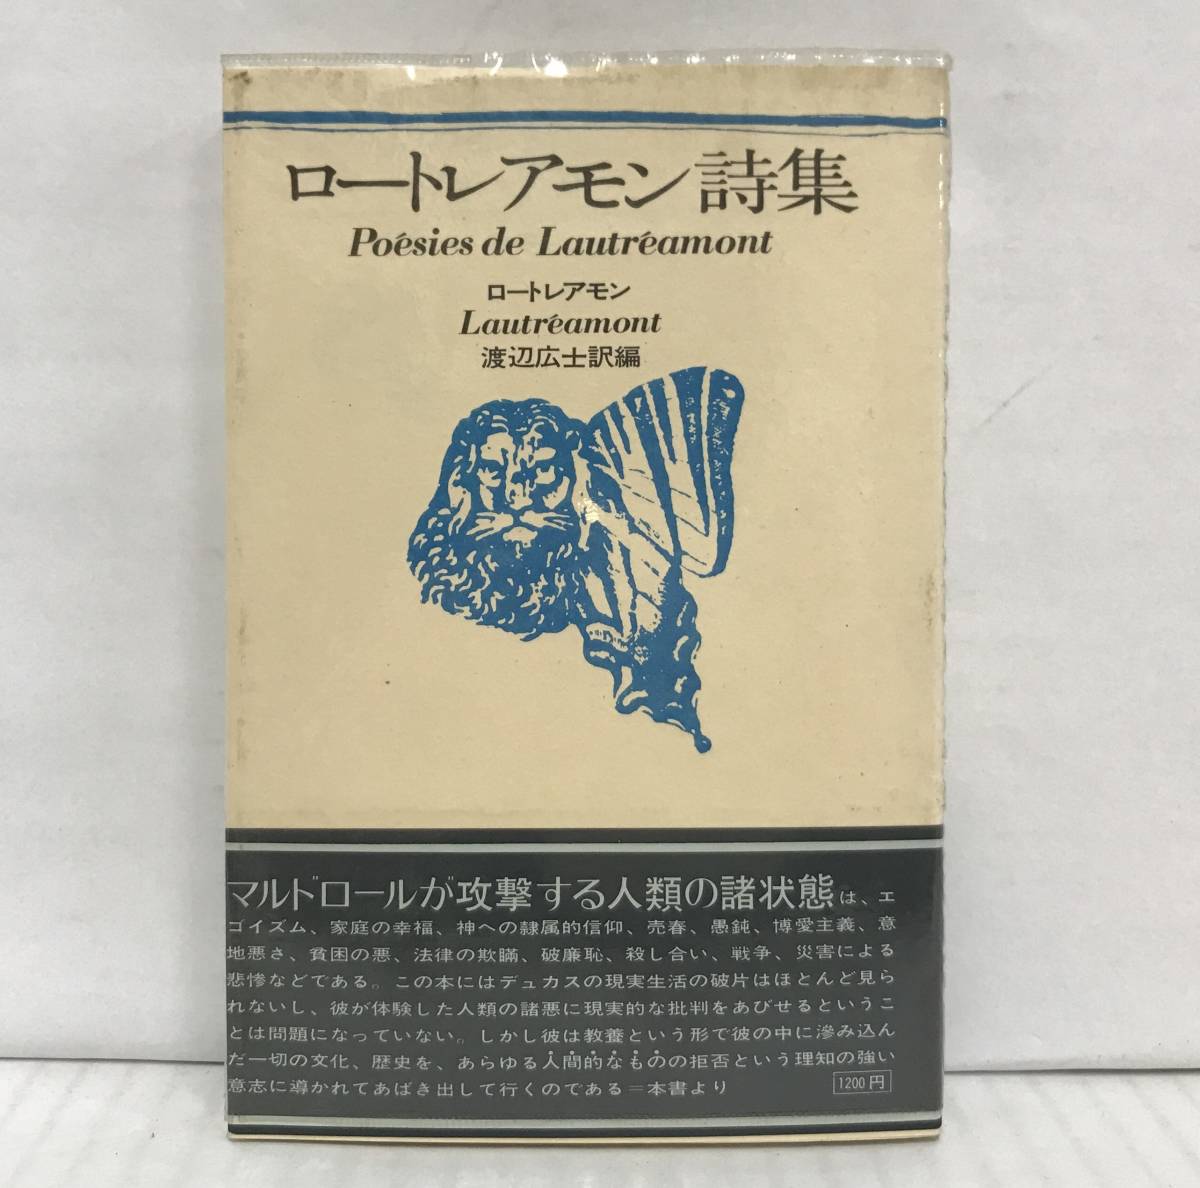 ロートレアモン詩集
Poésies de Lautréamont
ロートレアモン
Lautréamont
渡辺広士訳編
マルドロールが攻撃する人類の諸状態は、エ
ゴイズム、家庭の幸福、神への隷属的信仰、売春、愚鈍、博愛主義、意
地悪さ、貧困の悪、法律の欺瞞、破廉恥、殺し合い、戦争、災害による
悲惨などである。この本にはデュカスの現実生活の破片はほとんど見ら
れないし、彼が体験した人類の諸悪に現実的な批判をあびせるというこ
とは問題になっていない。しかし彼は教養という形で彼の中に滲み込ん
だ一切の文化、歴史を、あらゆる人間的なものの拒否という理知の強い
意志に導かれてあばき出して行くのである＝本書より
1200円